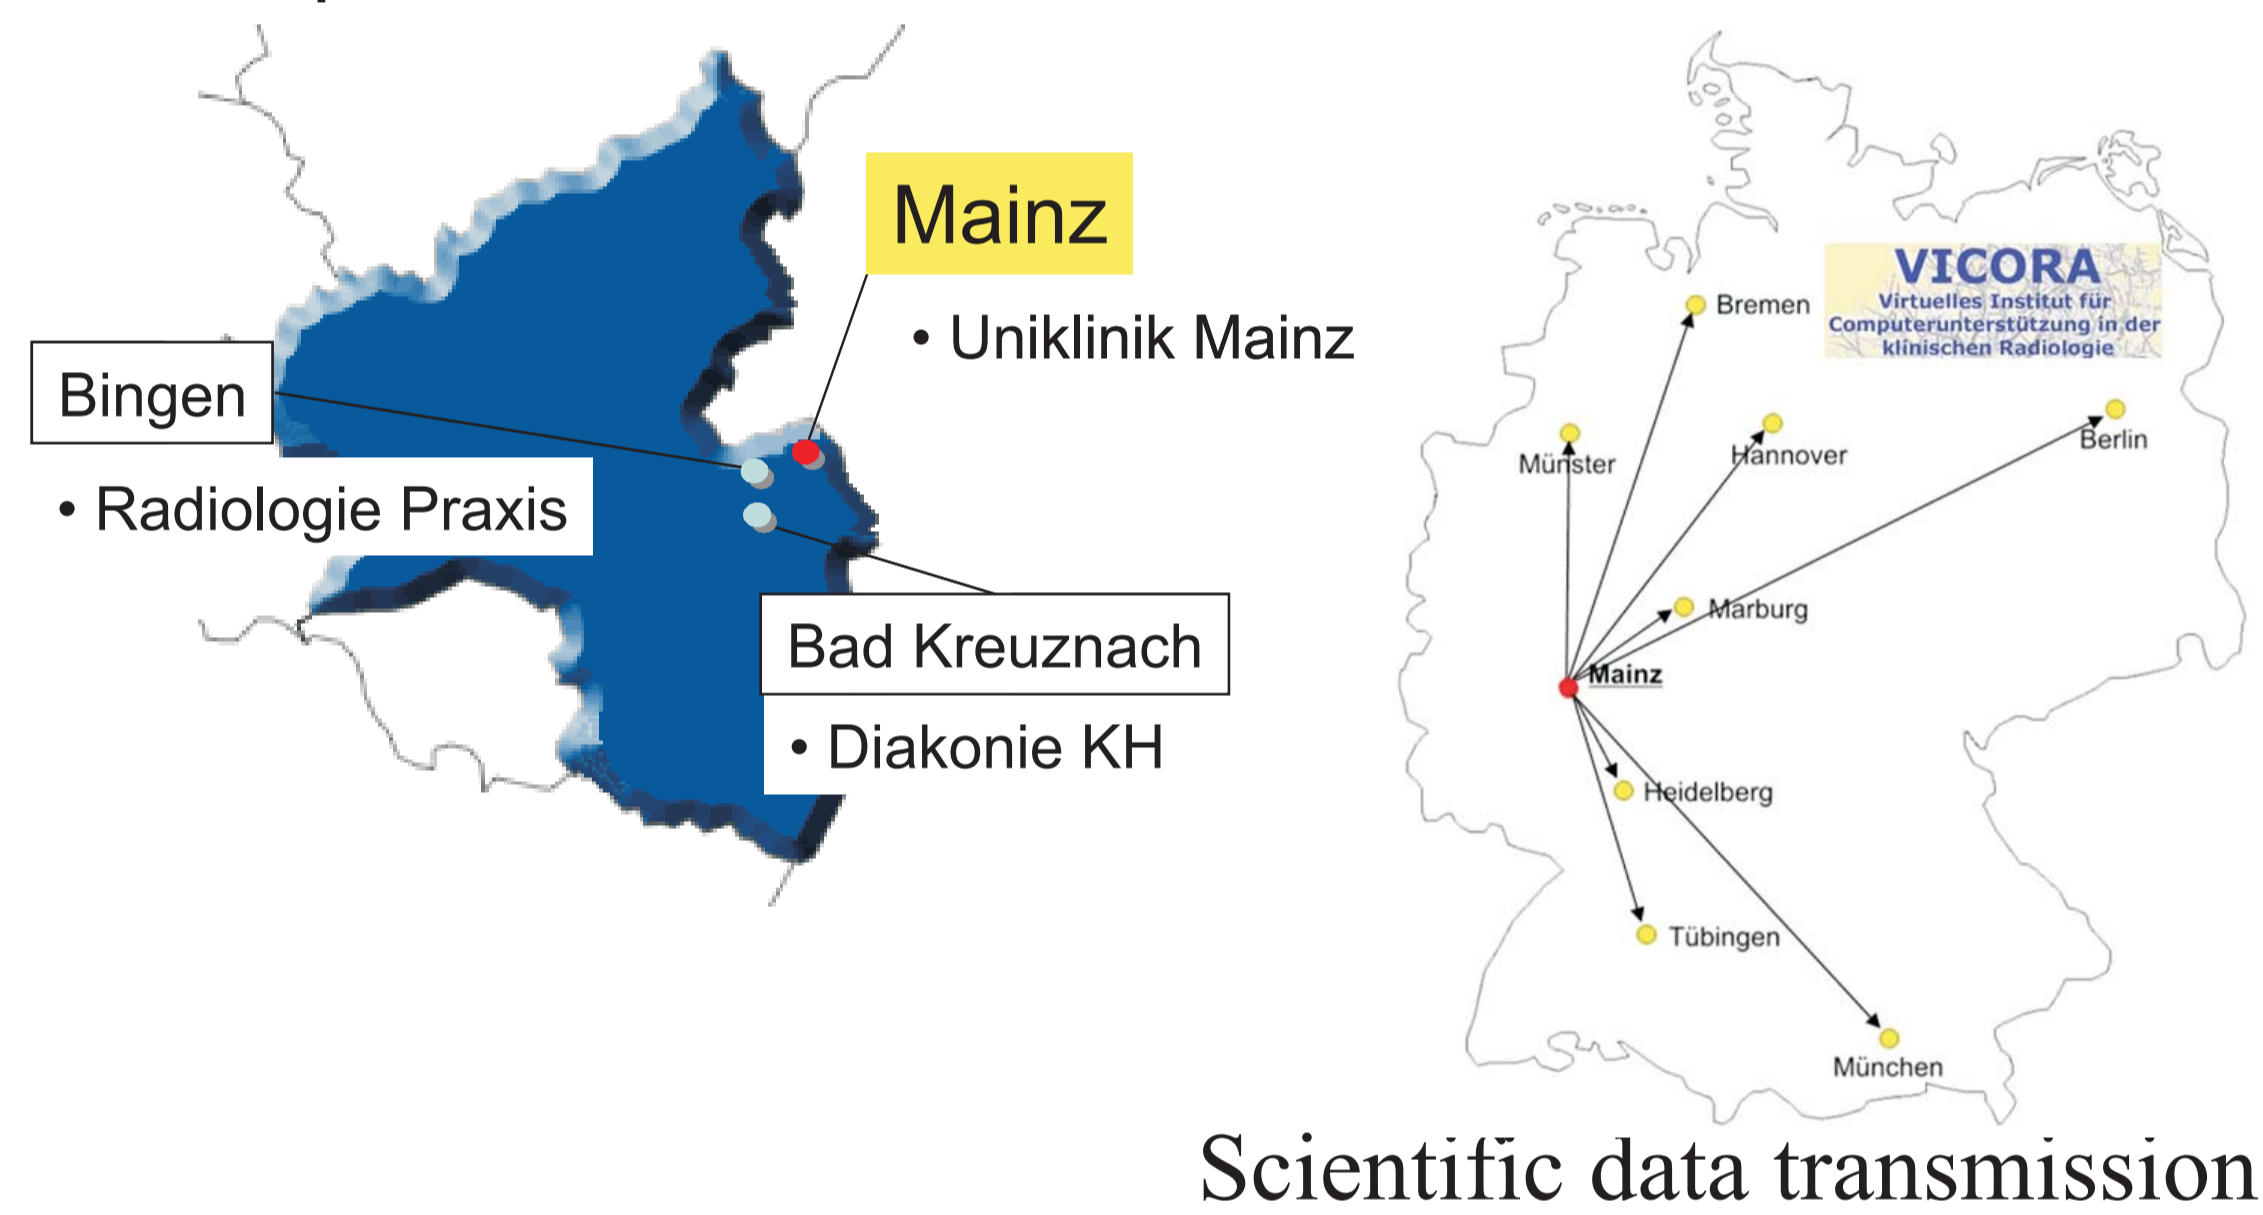 Mainz
• Uniklinik Mainz
Bingen
• Radiologie Praxis
Bad Kreuznach
• Diakonie KH
VICORA
Virtuelles Institut für
Computerunterstützung in der
klinischen Radiologie
Bremen
Münster
Hannover
Berlin
Marburg
Mainz
Heidelberg
Tübingen
München
Scientific data transmission